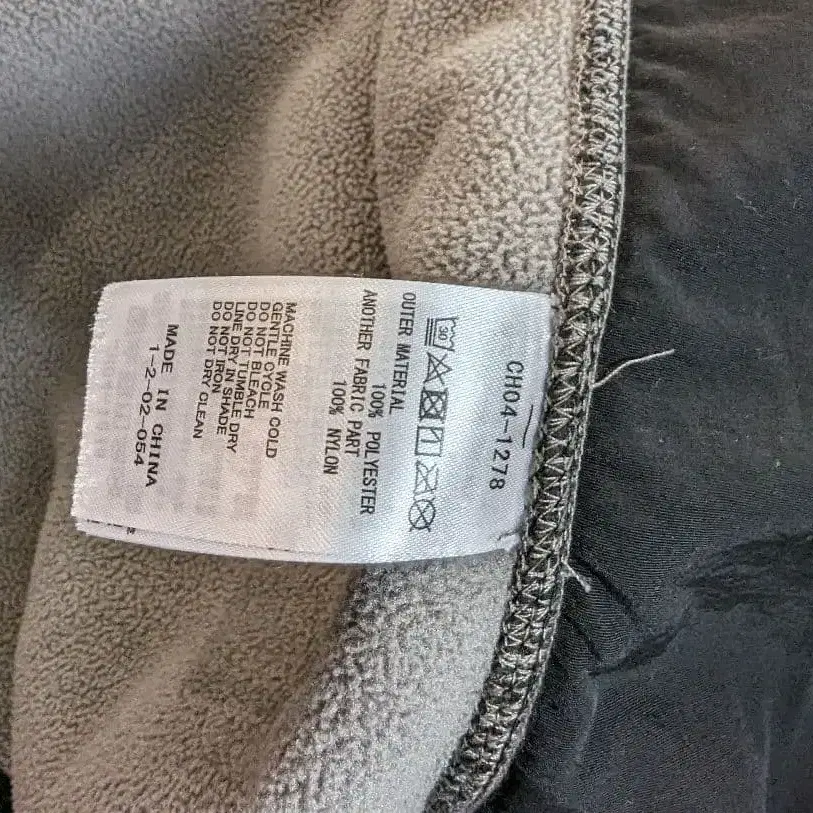 CH04-1278
30
OUTER MATERIAL
100% POLYESTER
ANOTHER FABRIC PART
100% NYLON
MACHINE WASH COLD
GENTLE CYCLE
DO NOT BLEACH
DO NOT TUMBLE DRY
LINE DRY IN SHADE
DO NOT IRON
DO NOT DRY CLEAN
MADE IN CHINA
1-2-02-054